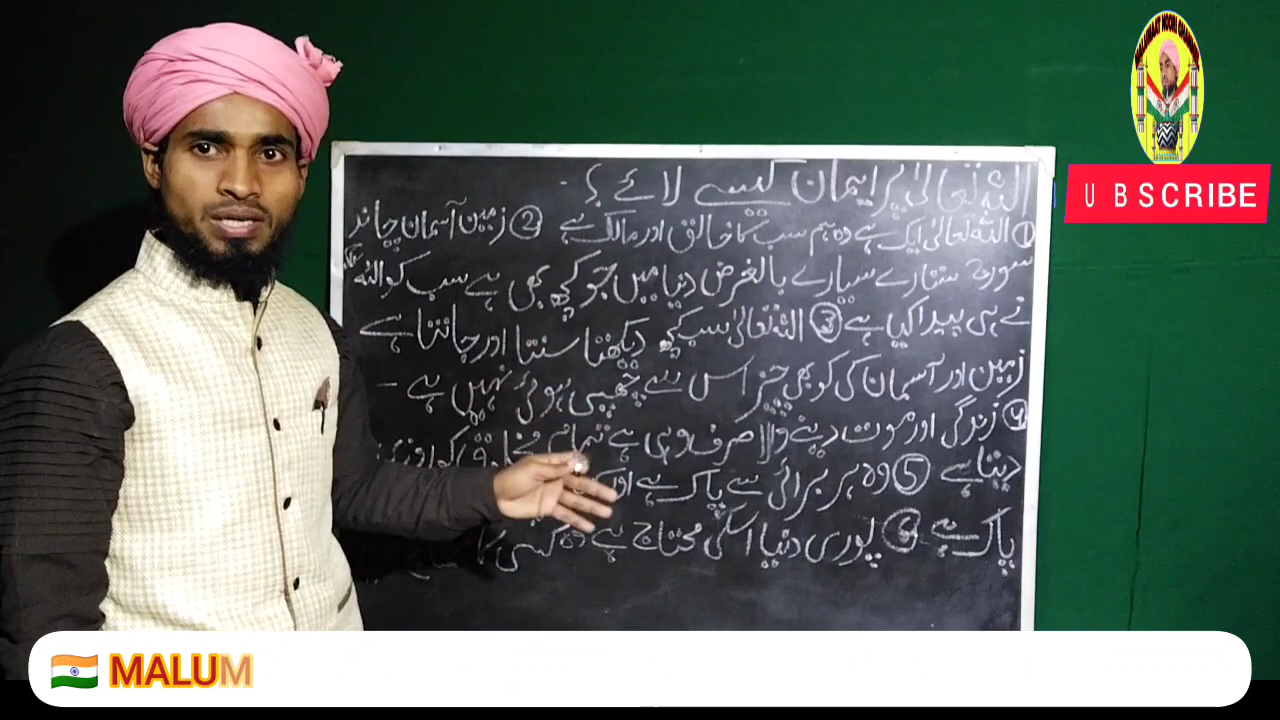 اللہ تعالیٰ پر ایمان کیسے لائے؟
① اللہ تعالیٰ ایک ہے وہ ہم سب کا خالق اور مالک ہے ② زمین آسمان چاند
سورج ستارے سیارے بالغرض دنیا میں جو کچھ بھی ہے سب کو اللہ
نے ہی پیدا کیا ہے ③ اللہ تعالیٰ سب کچھ دیکھتا سنتا اور جانتا ہے
زمین اور آسمان کی کوبھی چیز اس سے چھپی ہوئی نہیں ہے -
④ زندگی اور موت دینے والا صرف وہی ہے تمام مخلوق کو
دیتا ہے ⑤ وہ ہر برائی سے پاک ہے اور
پاک ہے ⑥ پوری دنیا اسکی محتاج ہے وہ کسی کا
UBSCRIBE
MALUM